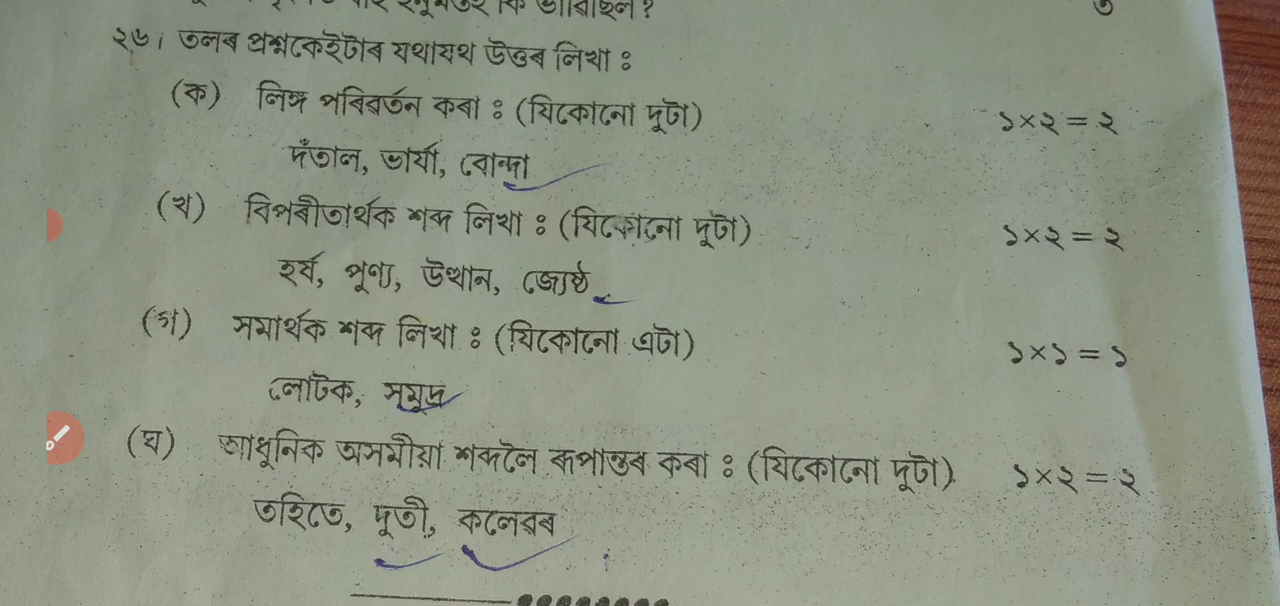 কি ভাবিছিল?
৩
২৬। তলৰ প্ৰশ্নকেইটাৰ যথাযথ উত্তৰ লিখা ঃ
(ক) লিঙ্গ পৰিৱৰ্তন কৰা ঃ (যিকোনো দুটা) ১×২ = ২
দঁতাল, ভাৰ্যা, বোন্দা
(খ) বিপৰীতাৰ্থক শব্দ লিখা ঃ (যিকোনো দুটা) ১×২ = ২
হৰ্ষ, পূণ্য, উত্থান, জ্যেষ্ঠ
(গ) সমাৰ্থক শব্দ লিখা ঃ (যিকোনো এটা) ১×১ = ১
লোটক, সমুদ্ৰ
(ঘ) আধুনিক অসমীয়া শব্দলৈ ৰূপান্তৰ কৰা ঃ (যিকোনো দুটা) ১×২ = ২
তহিতে, দুতী, কলেৱৰ